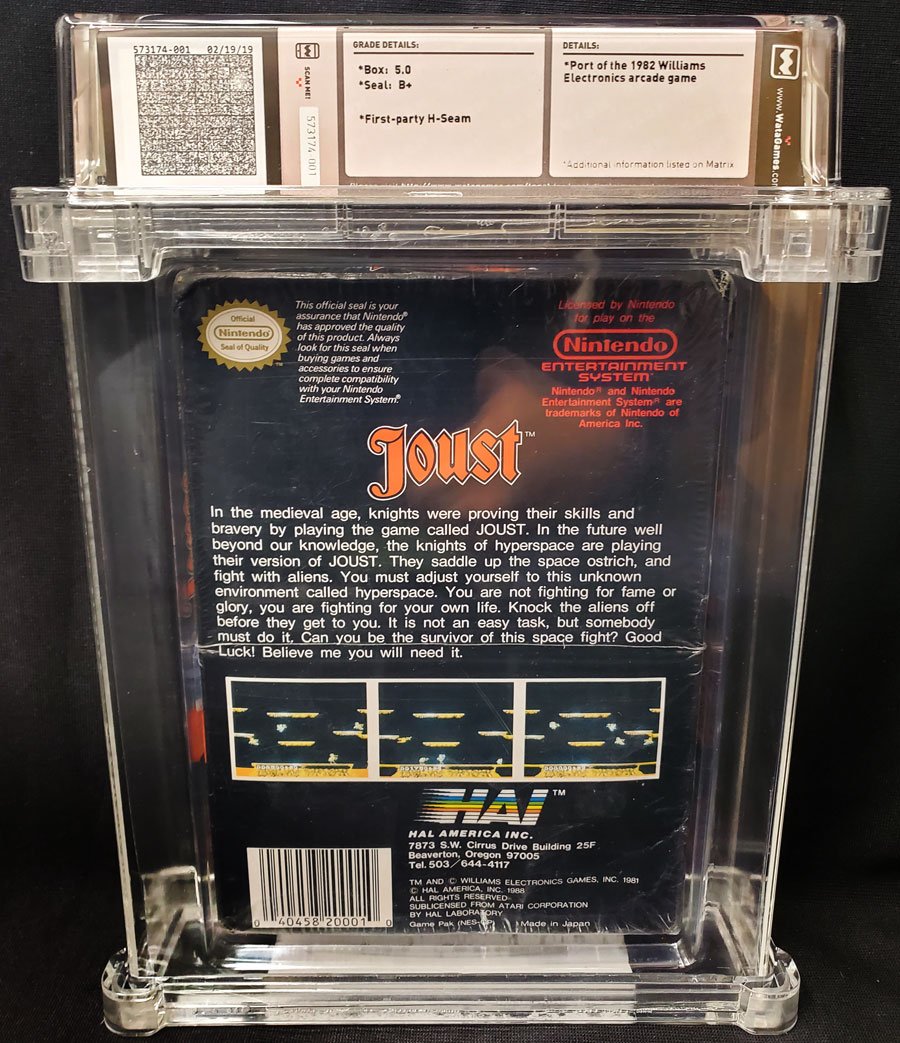 573174-001 02/19/19
SCAN ME!
573174-001
GRADE DETAILS:
*Box: 5.0
*Seal: B+
*First-party H-Seam
DETAILS:
*Port of the 1982 Williams
Electronics arcade game
*Additional information listed on Matrix
www.WataGames.com
Official
Nintendo
Seal of Quality
This official seal is your
assurance that Nintendo®
has approved the quality
of this product. Always
look for this seal when
buying games and
accessories to ensure
complete compatibility
with your Nintendo
Entertainment System®
Licensed by Nintendo
for play on the
Nintendo
ENTERTAINMENT
SYSTEM™
Nintendo® and Nintendo
Entertainment System® are
trademarks of Nintendo of
America Inc.
Joust™
In the medieval age, knights were proving their skills and
bravery by playing the game called JOUST. In the future well
beyond our knowledge, the knights of hyperspace are playing
their version of JOUST. They saddle up the space ostrich, and
fight with aliens. You must adjust yourself to this unknown
environment called hyperspace. You are not fighting for fame or
glory, you are fighting for your own life. Knock the aliens off
before they get to you. It is not an easy task, but somebody
must do it. Can you be the survivor of this space fight? Good
Luck! Believe me you will need it.
HAL™
HAL AMERICA INC.
7873 S.W. Cirrus Drive Building 25F
Beaverton, Oregon 97005
Tel. 503/644-4117
TM AND © WILLIAMS ELECTRONICS GAMES, INC. 1981
© HAL AMERICA, INC. 1988
ALL RIGHTS RESERVED
SUBLICENSED FROM ATARI CORPORATION
BY HAL LABORATORY
Game Pak (NES- Made in Japan
0 40458 20001 0